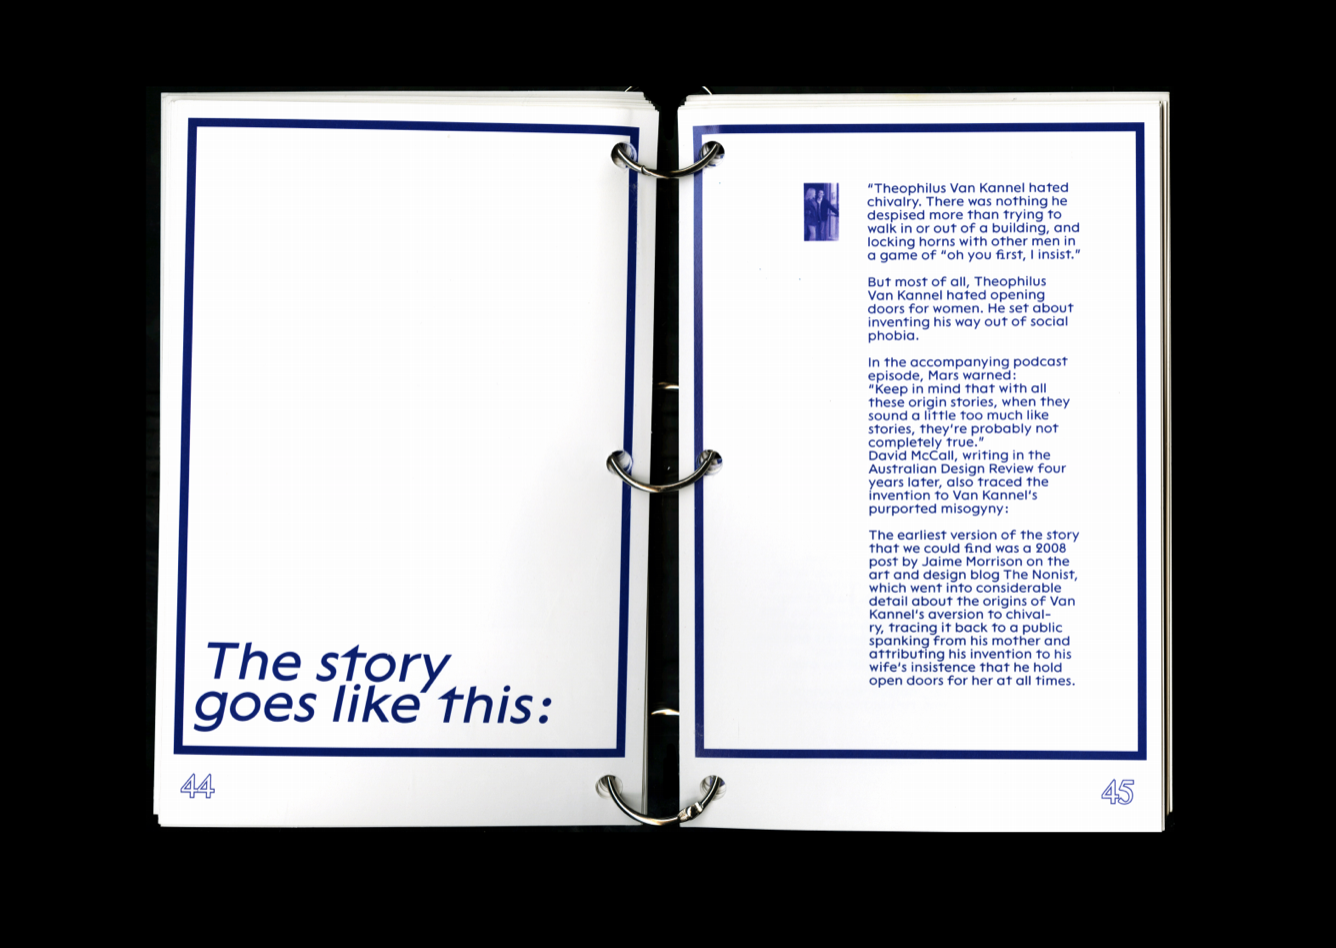 The story
goes like this:
44
“Theophilus Van Kannel hated
chivalry. There was nothing he
despised more than trying to
walk in or out of a building, and
locking horns with other men in
a game of “oh you first, I insist.”
But most of all, Theophilus
Van Kannel hated opening
doors for women. He set about
inventing his way out of social
phobia.
In the accompanying podcast
episode, Mars warned:
“Keep in mind that with all
these origin stories, when they
sound a little too much like
stories, they’re probably not
completely true.”
David McCall, writing in the
Australian Design Review four
years later, also traced the
invention to Van Kannel’s
purported misogyny:
The earliest version of the story
that we could find was a 2008
post by Jaime Morrison on the
art and design blog The Nonist,
which went into considerable
detail about the origins of Van
Kannel’s aversion to chival-
ry, tracing it back to a public
spanking from his mother and
attributing his invention to his
wife’s insistence that he hold
open doors for her at all times.
45